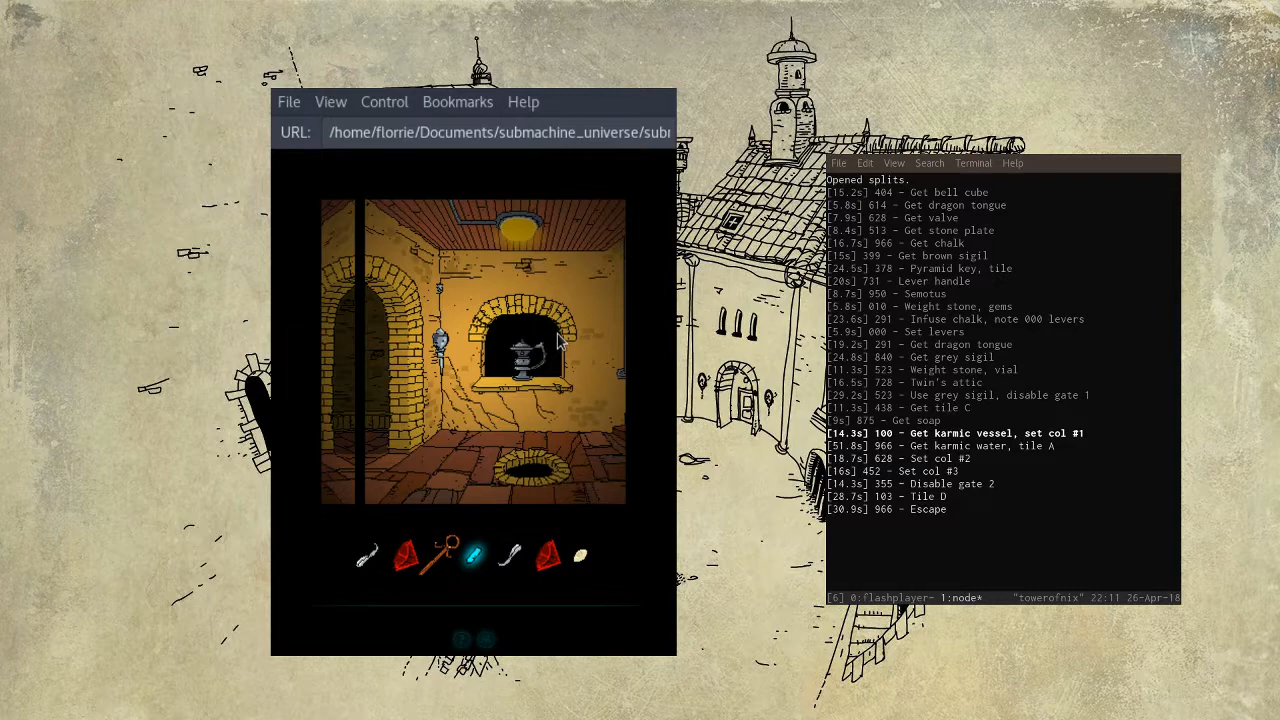 File View Control Bookmarks Help
URL: /home/florrie/Documents/submachine_universe/subr
File Edit View Search Terminal Help
Opened splits.
[15.2s] 404 - Get bell cube
[5.8s] 614 - Get dragon tongue
[7.9s] 628 - Get valve
[8.4s] 513 - Get stone plate
[16.7s] 966 - Get chalk
[15s] 399 - Get brown sigil
[24.5s] 378 - Pyramid key, tile
[20s] 731 - Lever handle
[8.7s] 950 - Semotus
[5.8s] 010 - Weight stone, gems
[23.6s] 291 - Infuse chalk, note 000 levers
[5.9s] 000 - Set levers
[19.2s] 291 - Get dragon tongue
[24.8s] 840 - Get grey sigil
[11.3s] 523 - Weight stone, vial
[16.5s] 728 - Twin's attic
[29.2s] 523 - Use grey sigil, disable gate 1
[11.3s] 438 - Get tile C
[9s] 875 - Get soap
[14.3s] 100 - Get karmic vessel, set col #1
[51.8s] 966 - Get karmic water, tile A
[18.7s] 628 - Set col #2
[16s] 452 - Set col #3
[14.3s] 355 - Disable gate 2
[28.7s] 103 - Tile D
[30.9s] 966 - Escape
[6] 0:flashplayer- 1:node* "towerofnix" 22:11 26-Apr-18